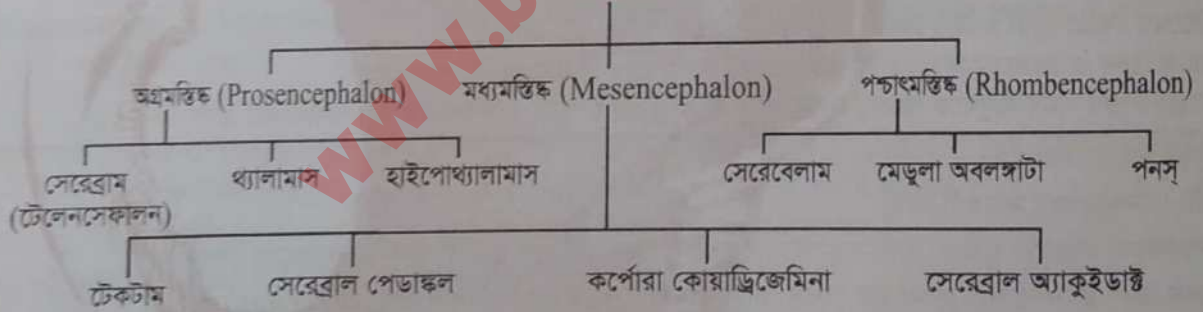 অগ্রমস্তিষ্ক (Prosencephalon) মধ্যমস্তিষ্ক (Mesencephalon) পশ্চাৎমস্তিষ্ক (Rhombencephalon)
সেরেব্রাম থ্যালামাস হাইপোথ্যালামাস সেরেবেলাম মেডুলা অবলঙ্গাটা পনস্
(টেলেনসেফালন)
টেকটাম সেরেব্রাল পেডাঙ্কল কর্পোরা কোয়াড্রিজেমিনা সেরেব্রাল অ্যাকুইডাক্ট